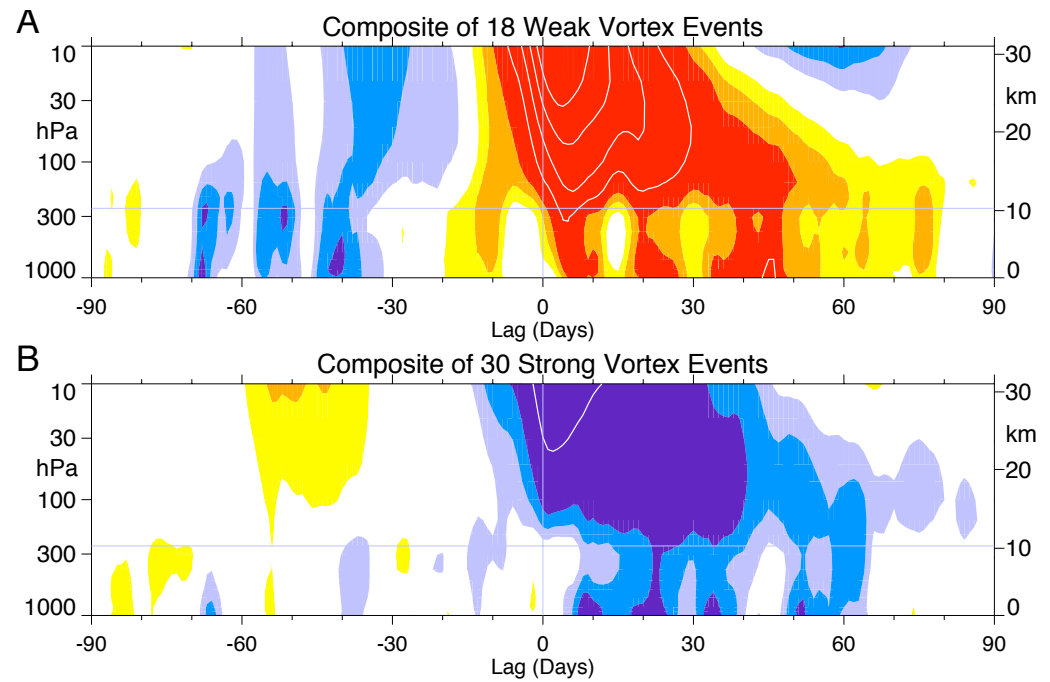 A
Composite of 18 Weak Vortex Events
10
30
hPa
100
300
1000
30
km
20
10
0
-90 -60 -30 0 30 60 90
Lag (Days)
B
Composite of 30 Strong Vortex Events
10
30
hPa
100
300
1000
30
km
20
10
0
-90 -60 -30 0 30 60 90
Lag (Days)